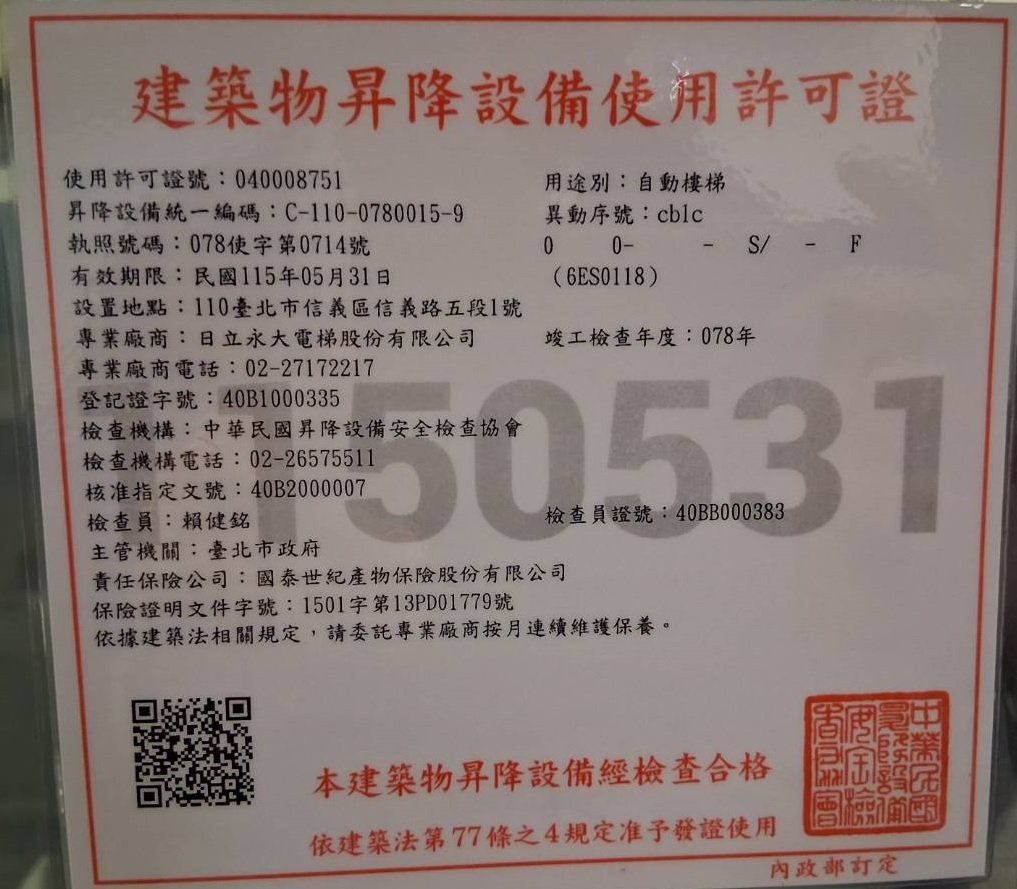 建築物昇降設備使用許可證
使用許可證號：040008751
用途別：自動樓梯
昇降設備統一編碼：C-110-0780015-9
異動序號：cblc
執照號碼：078使字第0714號
0 0- - S/ - F
有效期限：民國115年05月31日
（6ES0118）
設置地點：110臺北市信義區信義路五段1號
專業廠商：日立永大電梯股份有限公司
竣工檢查年度：078年
專業廠商電話：02-27172217
登記證字號：40B1000335
1150531
檢查機構：中華民國昇降設備安全檢查協會
檢查機構電話：02-26575511
核准指定文號：40B2000007
檢查員：賴健銘
檢查員證號：40BB000383
主管機關：臺北市政府
責任保險公司：國泰世紀產物保險股份有限公司
保險證明文件字號：1501字第13PD01779號
依據建築法相關規定，請委託專業廠商按月連續維護保養。
本建築物昇降設備經檢查合格
依建築法第77條之4規定准予發證使用
中華民國
昇降設備
安全檢
查協會
內政部訂定